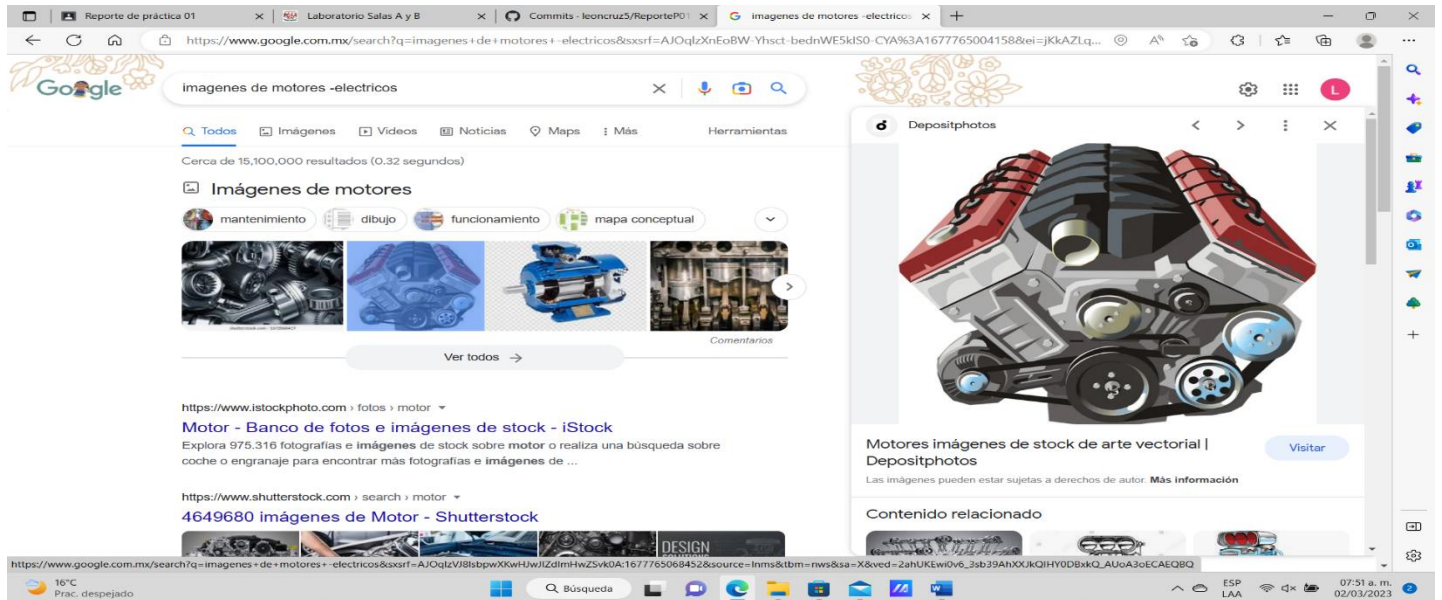 Reporte de práctica 01
Laboratorio Salas A y B
Commits · leoncruz5/ReporteP01
imagenes de motores -electricos
https://www.google.com.mx/search?q=imagenes+de+motores+-electricos&sxsrf=AJOqlzXnEoBW-Yhsct-bednWE5kIS0-CYA%3A1677765004158&ei=jKkAZLq...
Google
imagenes de motores -electricos
L
Todos Imágenes Videos Noticias Maps Más Herramientas
Cerca de 15,100,000 resultados (0.32 segundos)
Imágenes de motores
mantenimiento dibujo funcionamiento mapa conceptual
Comentarios
Ver todos →
https://www.istockphoto.com › fotos › motor
Motor - Banco de fotos e imágenes de stock - iStock
Explora 975.316 fotografías e imágenes de stock sobre motor o realiza una búsqueda sobre
coche o engranaje para encontrar más fotografías e imágenes de ...
https://www.shutterstock.com › search › motor
4649680 imágenes de Motor - Shutterstock
DESIGN
Depositphotos
Motores imágenes de stock de arte vectorial |
Depositphotos
Visitar
Las imágenes pueden estar sujetas a derechos de autor. Más información
Contenido relacionado
https://www.google.com.mx/search?q=imagenes+de+motores+-electricos&sxsrf=AJOqlzVJ8lsbpwXKwHJwJIZdlmHwZSvk0A:1677765068452&source=lnms&tbm=nws&sa=X&ved=2ahUKEwi0v6_3sb39AhXXJkQIHY0DBxkQ_AUoA3oECAEQBQ
16°C
Prac. despejado
Búsqueda
ESP
LAA
07:51 a. m.
02/03/2023
2